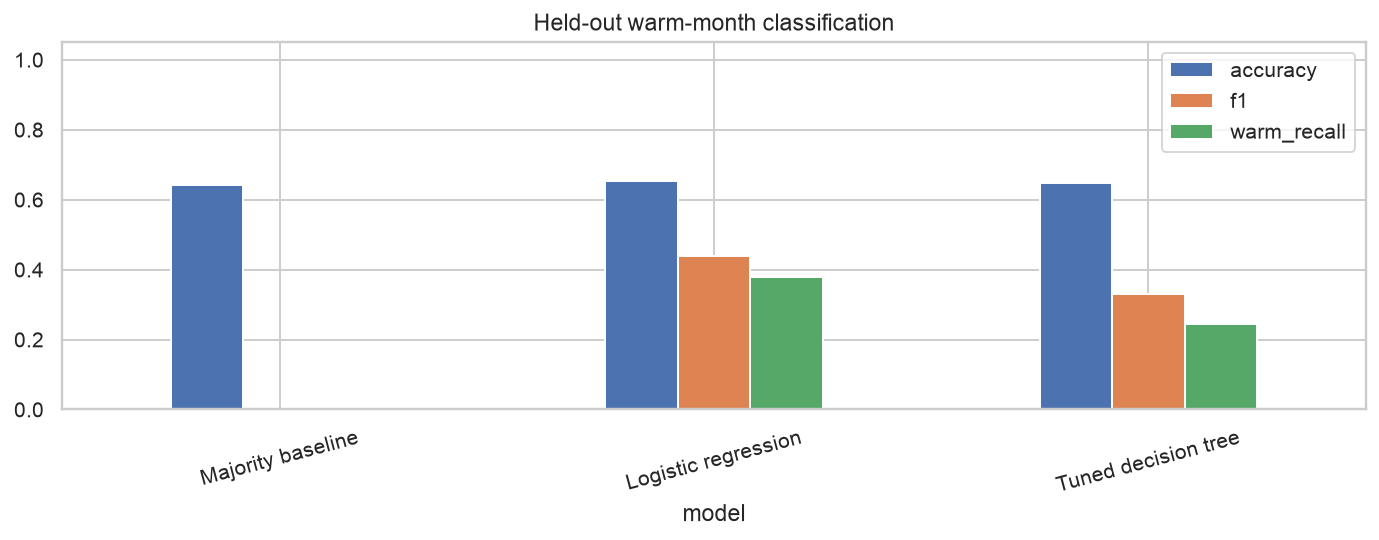 Held-out warm-month classification
accuracy
f1
warm_recall
1.0
0.8
0.6
0.4
0.2
0.0
Majority baseline
Logistic regression
Tuned decision tree
model